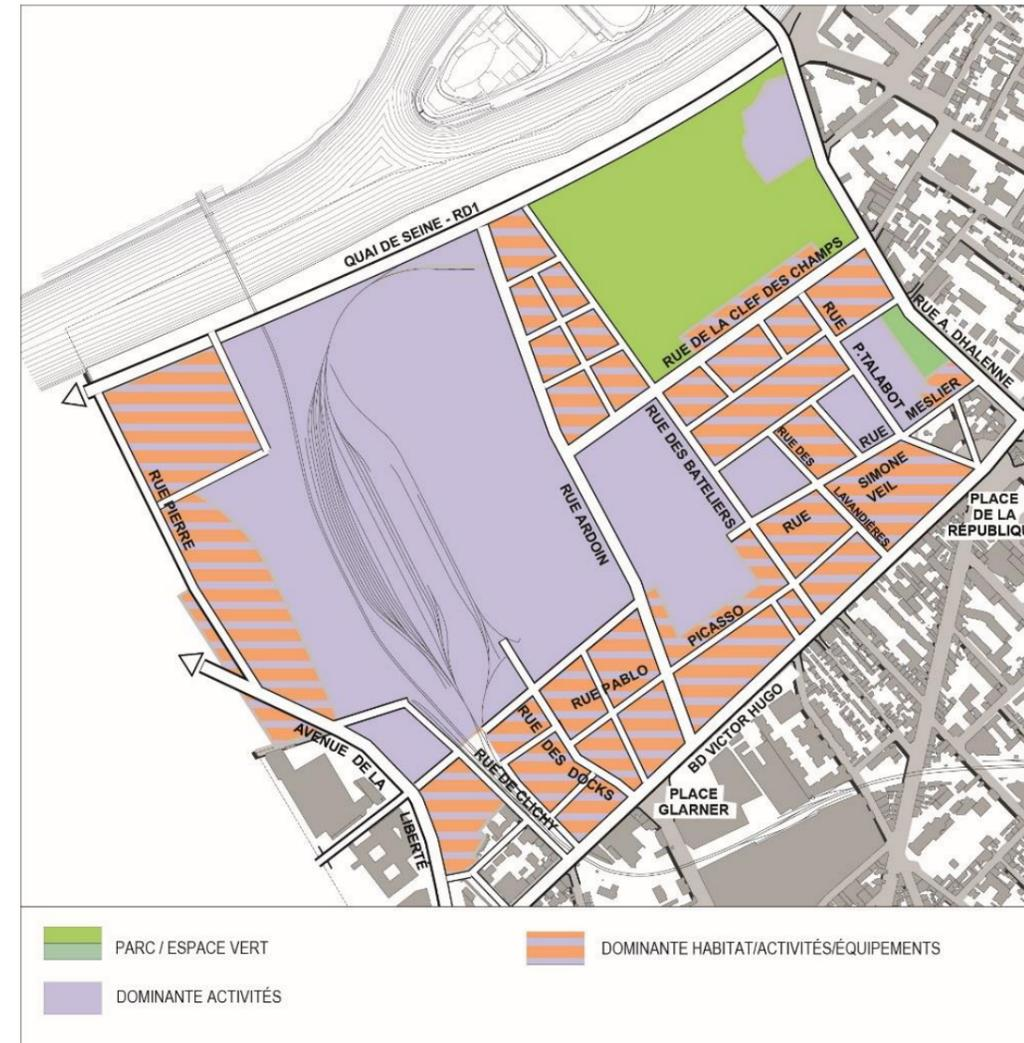 QUAI DE SEINE - RD1
RUE DE LA CLEF DES CHAMPS
RUE A. DHALENNE
RUE
P.TALABOT
RUE MESLIER
RUE DES BATELIERS
RUE DES
LAVANDIÈRES
RUE
SIMONE
VEIL
PLACE
DE LA
RÉPUBLIQU
RUE PIERRE
RUE ARDOIN
RUE PABLO PICASSO
RUE DES DOCKS
BD VICTOR HUGO
AVENUE DE LA
LIBERTÉ
RUE DE CLICHY
PLACE
GLARNER
PARC / ESPACE VERT
DOMINANTE HABITAT/ACTIVITÉS/ÉQUIPEMENTS
DOMINANTE ACTIVITÉS